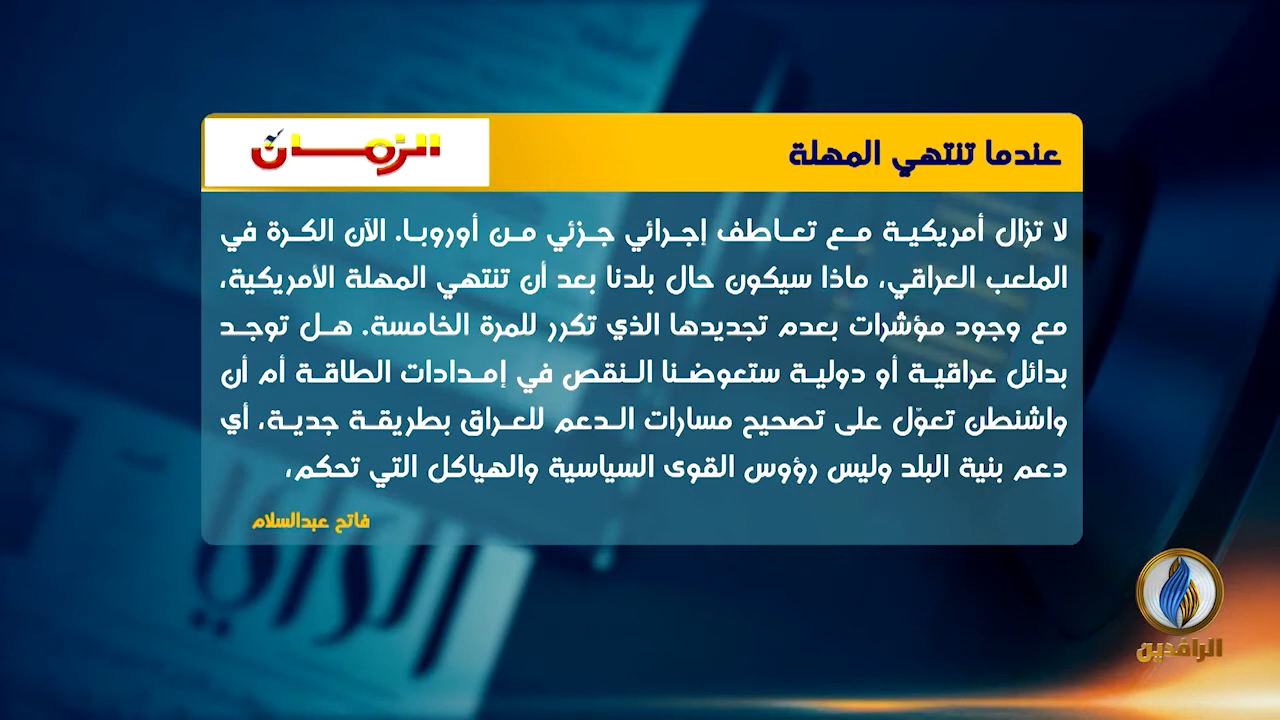 عندما تنتهي المهلة
الزمان
لا تزال أمريكية مع تعاطف إجرائي جزئي من أوروبا. الآن الكرة في
الملعب العراقي، ماذا سيكون حال بلدنا بعد أن تنتهي المهلة الأمريكية،
مع وجود مؤشرات بعدم تجديدها الذي تكرر للمرة الخامسة. هل توجد
بدائل عراقية أو دولية ستعوضنا النقص في إمدادات الطاقة أم أن
واشنطن تعوّل على تصحيح مسارات الدعم للعراق بطريقة جدية، أي
دعم بنية البلد وليس رؤوس القوى السياسية والهياكل التي تحكم،
فاتح عبدالسلام
الرأي
الرافدين